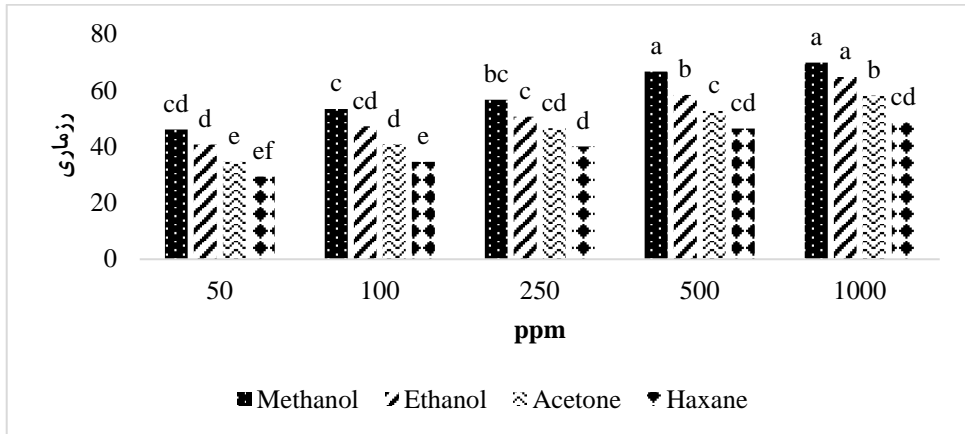 رزماری
80
60
40
20
0
cd d e ef
c cd d e
bc c cd d
a b c cd
a a b cd
50 100 250 500 1000
ppm
Methanol Ethanol Acetone Haxane